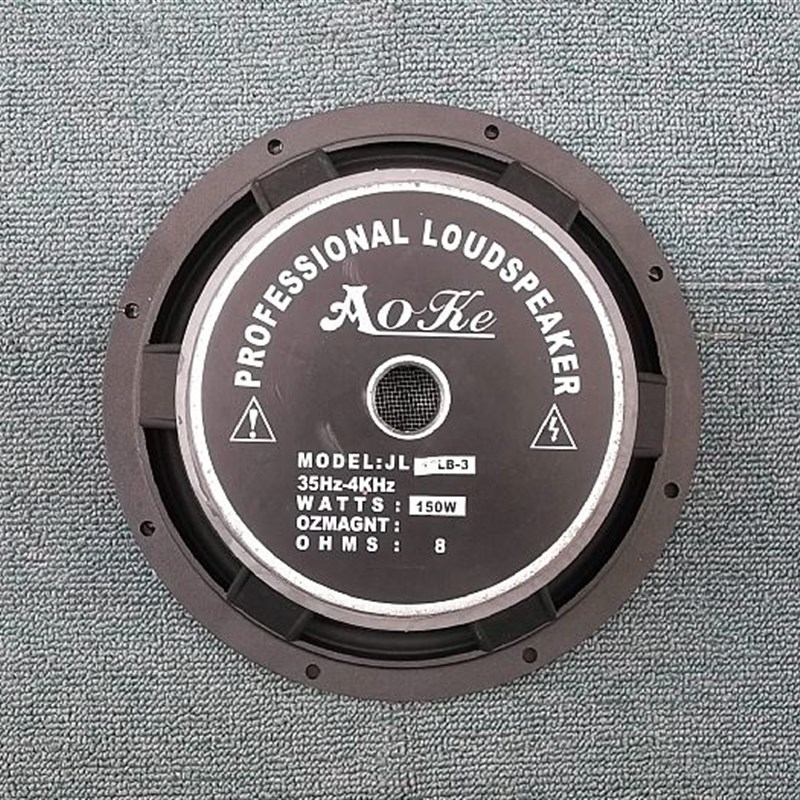 PROFESSIONAL LOUDSPEAKER
AoKe
MODEL:JL LB-3
35Hz-4KHz
WATTS: 150W
OZMAGNT:
OHMS: 8